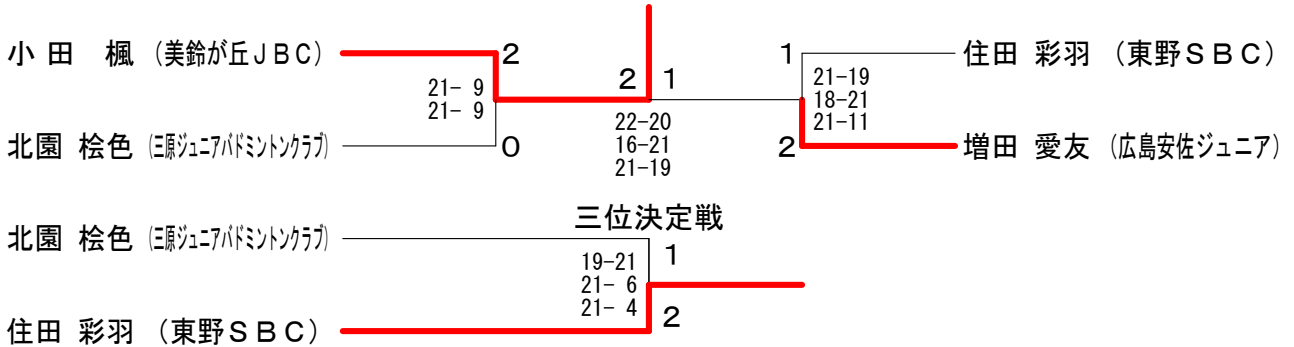 小田 楓 (美鈴が丘JBC)
2
21- 9
21- 9
北園 桧色 (三原ジュニアバドミントンクラブ)
0
2 1
22-20
16-21
21-19
1
住田 彩羽 (東野SBC)
21-19
18-21
21-11
2
増田 愛友 (広島安佐ジュニア)
三位決定戦
北園 桧色 (三原ジュニアバドミントンクラブ)
1
19-21
21- 6
21- 4
住田 彩羽 (東野SBC)
2